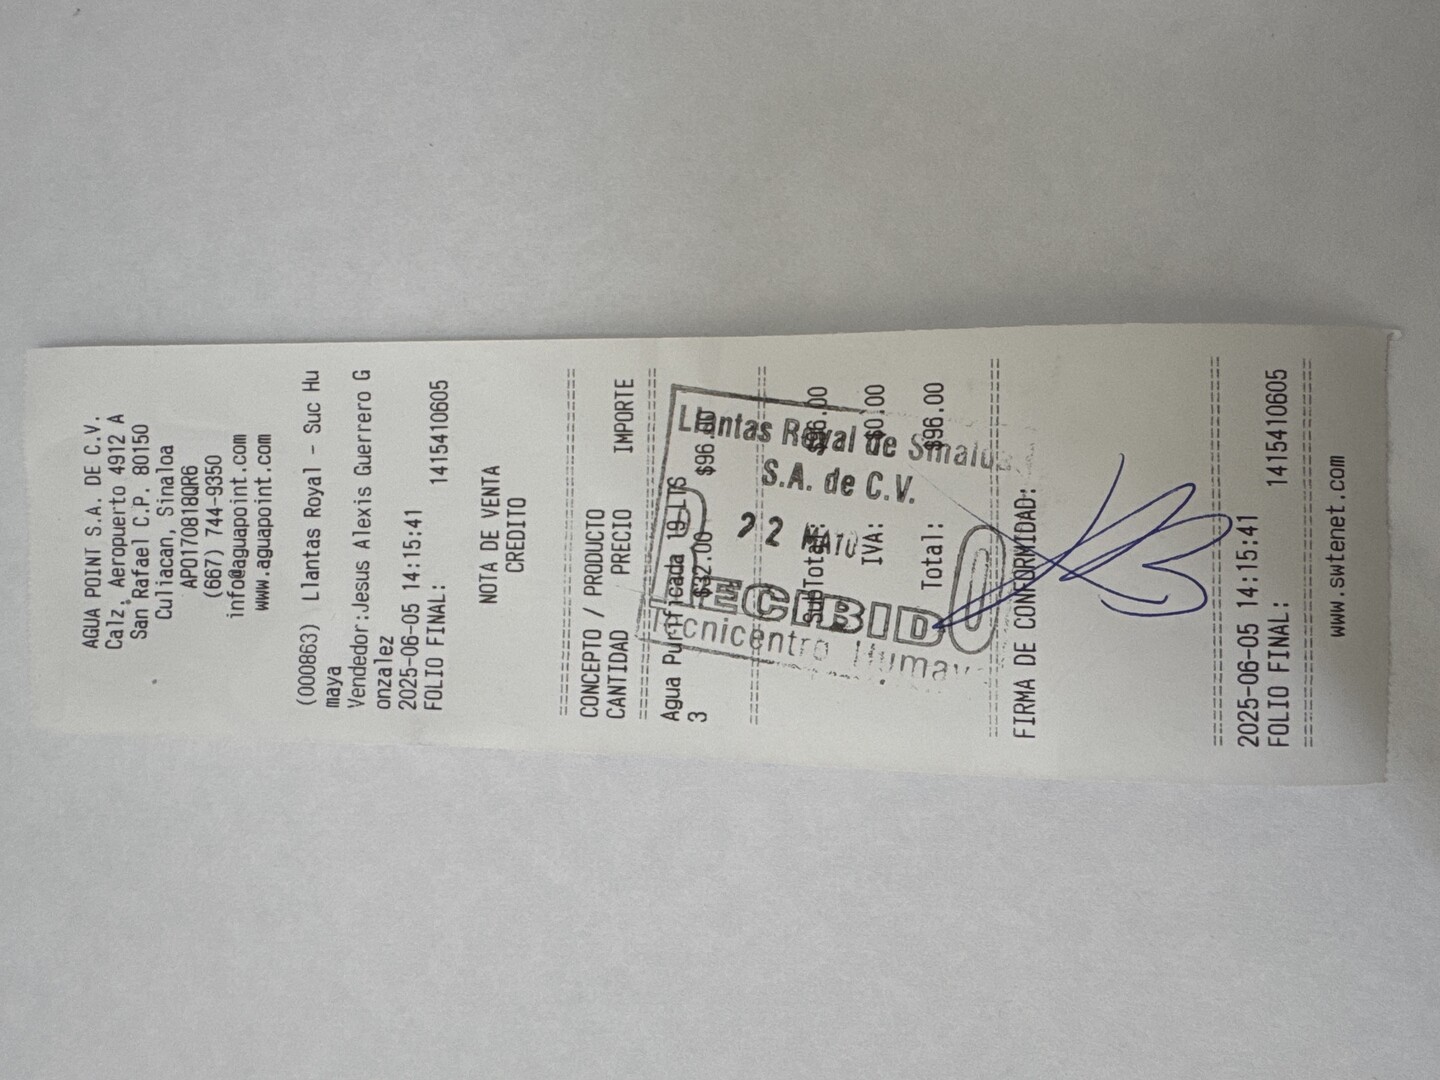 AGUA POINT S.A. DE C.V.
Calz. Aeropuerto 4912 A
San Rafael C.P. 80150
Culiacan, Sinaloa
APO170818QR6
(667) 744-9350
info@aguapoint.com
www.aguapoint.com
(000863) Llantas Royal - Suc Hu
maya
Vendedor:Jesus Alexis Guerrero G
onzalez
2025-06-05 14:15:41
FOLIO FINAL: 1415410605
NOTA DE VENTA
CREDITO
CONCEPTO / PRODUCTO
CANTIDAD PRECIO IMPORTE
Agua Purificada 19 LTS
3 $32.00 $96.00
SubTotal: $96.00
IVA: $0.00
Total: $96.00
Llantas Royal de Sinaloa
S.A. de C.V.
22 MAYO
RECIBIDO
Tecnicentro Humaya
FIRMA DE CONFORMIDAD:
2025-06-05 14:15:41
FOLIO FINAL: 1415410605
www.swtenet.com